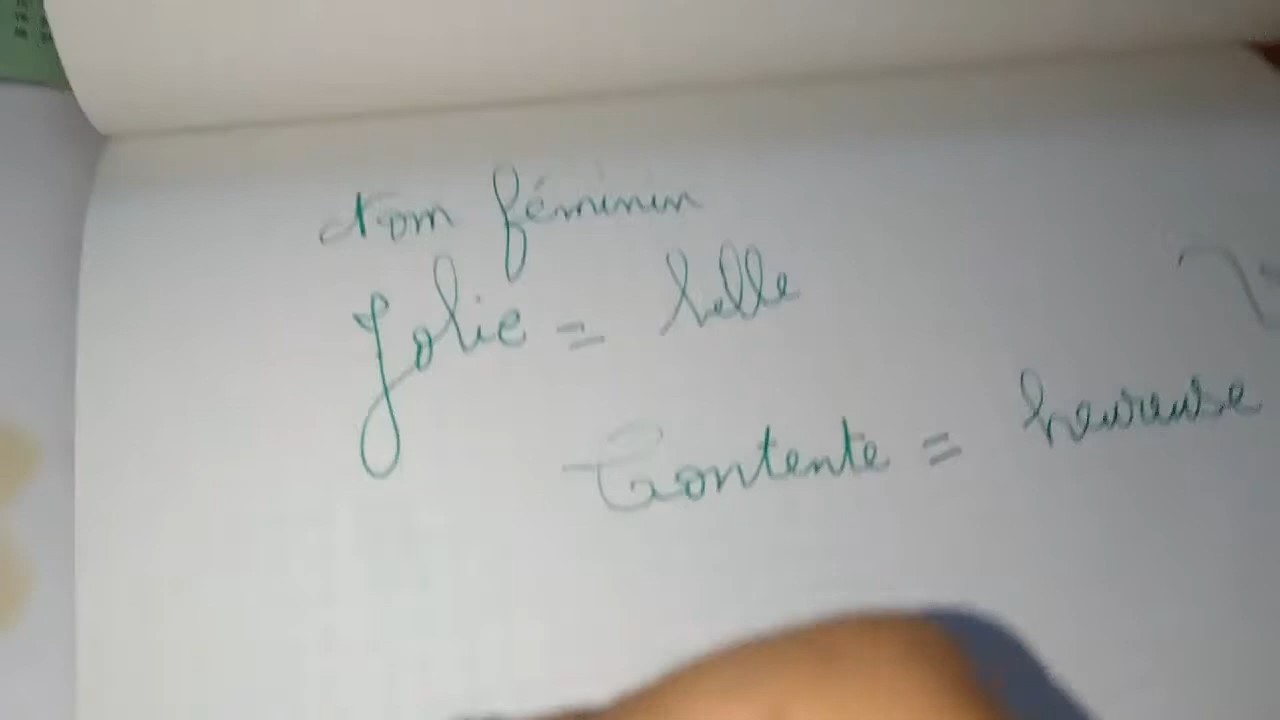 Nom féminin
Jolie = belle
Contente = heureuse